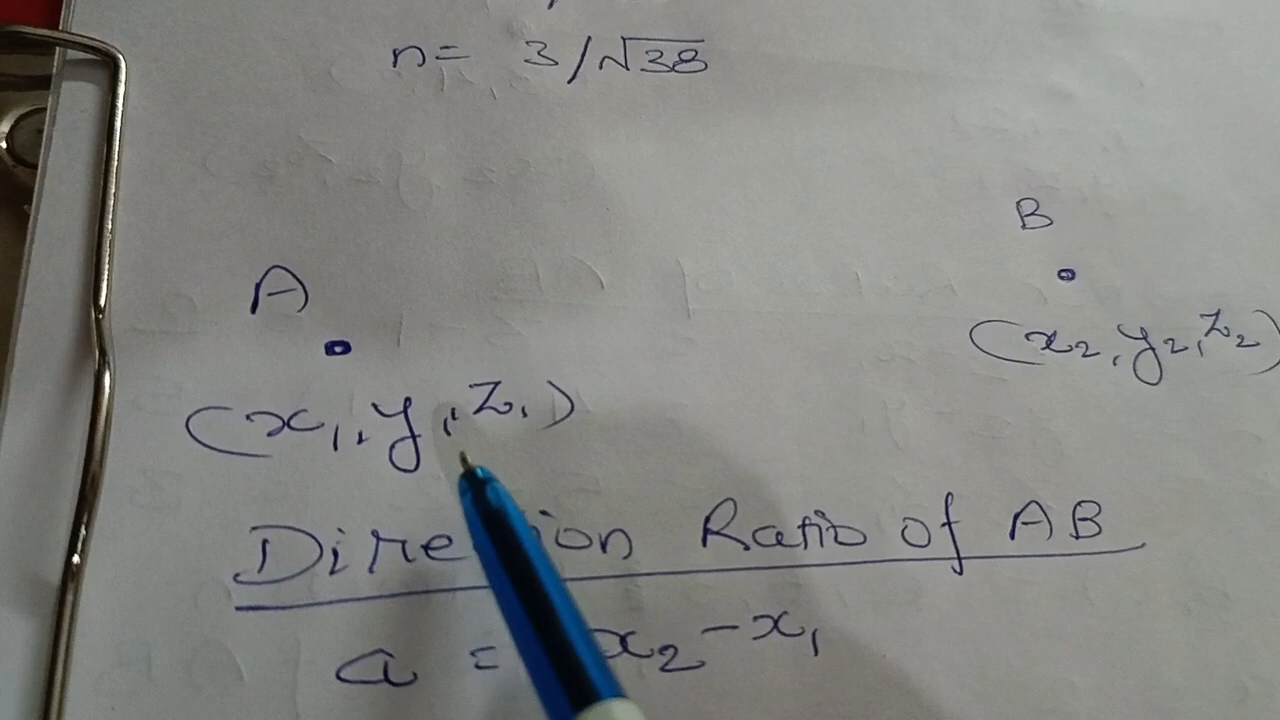 n = 3/√38
A
B
(x₁, y₁, z₁)
(x₂, y₂, z₂)
Direction Ratio of AB
a = x₂ - x₁